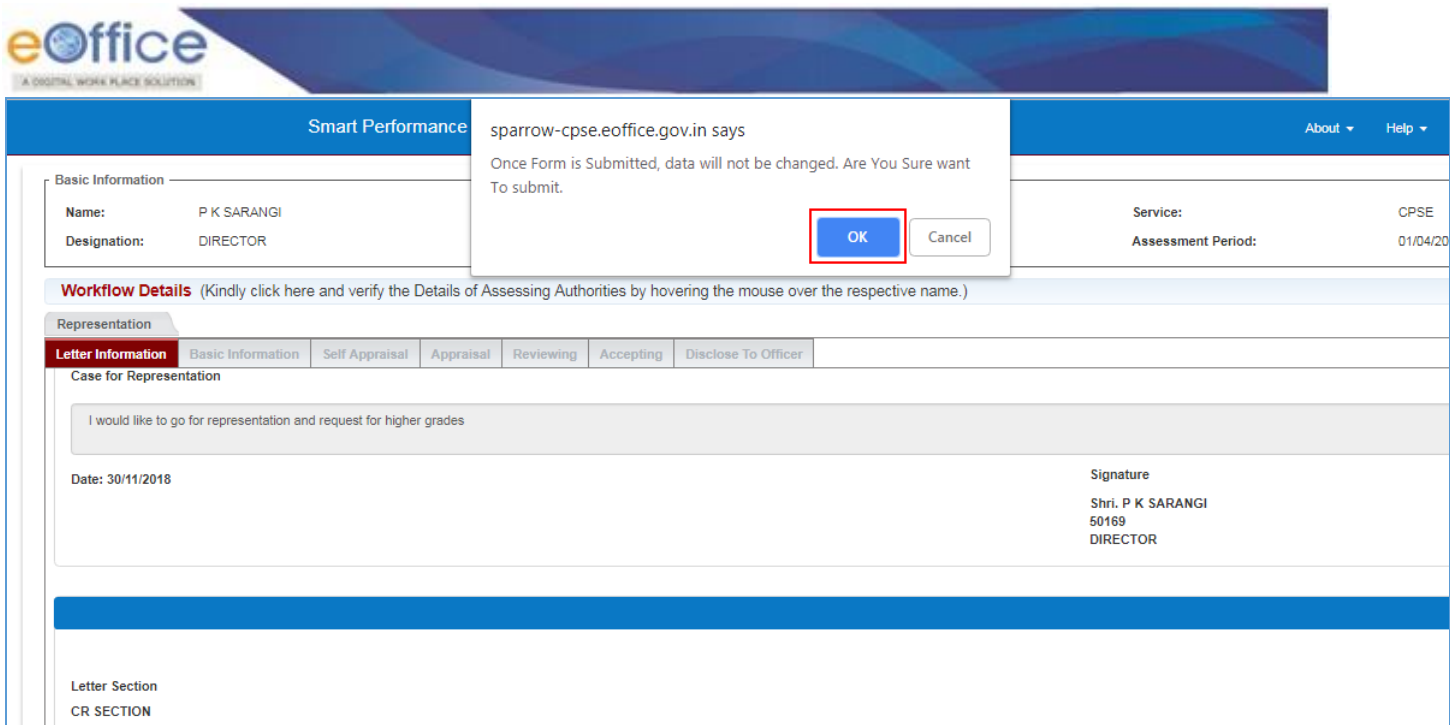 eOffice
A DIGITAL WORK PLACE SOLUTION
Smart Performance
About
Help
sparrow-cpse.eoffice.gov.in says
Once Form is Submitted, data will not be changed. Are You Sure want
To submit.
OK
Cancel
Basic Information
Name: P K SARANGI
Service: CPSE
Designation: DIRECTOR
Assessment Period: 01/04/20
Workflow Details (Kindly click here and verify the Details of Assessing Authorities by hovering the mouse over the respective name.)
Representation
Letter Information Basic Information Self Appraisal Appraisal Reviewing Accepting Disclose To Officer
Case for Representation
I would like to go for representation and request for higher grades
Date: 30/11/2018
Signature
Shri. P K SARANGI
50169
DIRECTOR
Letter Section
CR SECTION